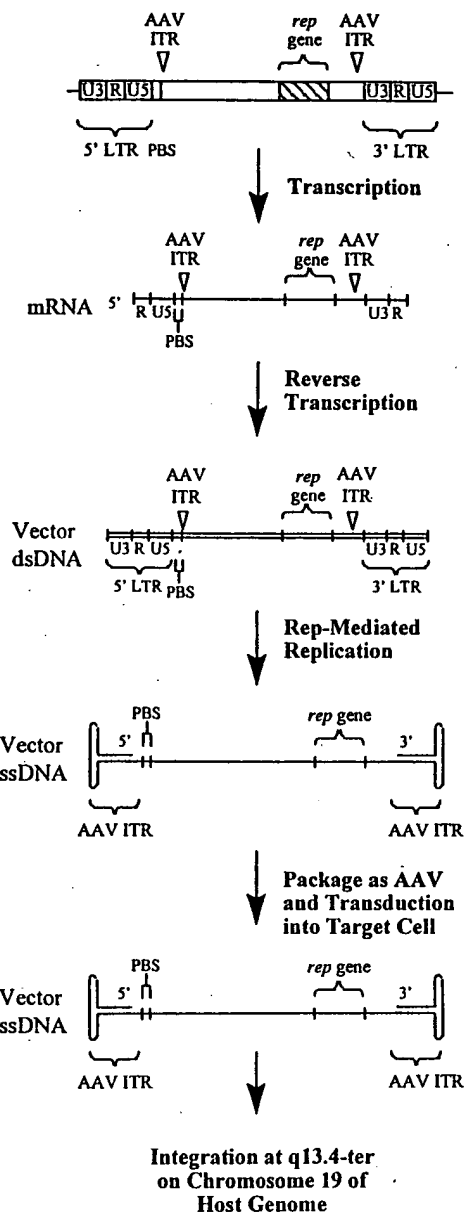 AAV ITR
rep gene
AAV ITR
U3 R U5
U3 R U5
5' LTR PBS
3' LTR
Transcription
AAV ITR
rep gene
AAV ITR
mRNA 5'
R U5
U3 R
PBS
Reverse
Transcription
AAV ITR
rep gene
AAV ITR
Vector
dsDNA
U3 R U5
U3 R U5
5' LTR PBS
3' LTR
Rep-Mediated
Replication
PBS
5'
rep gene
3'
Vector
ssDNA
AAV ITR
AAV ITR
Package as AAV
and Transduction
into Target Cell
PBS
5'
rep gene
3'
Vector
ssDNA
AAV ITR
AAV ITR
Integration at q13.4-ter
on Chromosome 19 of
Host Genome